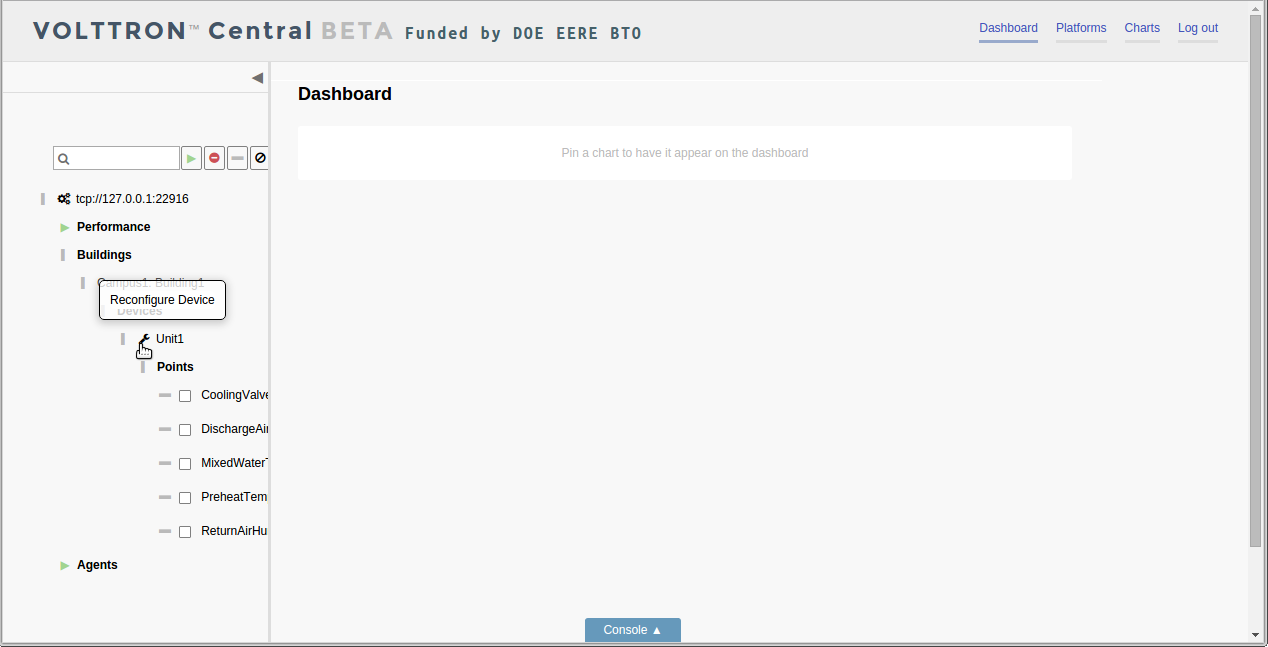 VOLTTRON™ Central BETA Funded by DOE EERE BTO
Dashboard Platforms Charts Log out
Dashboard
Pin a chart to have it appear on the dashboard
tcp://127.0.0.1:22916
Performance
Buildings
Campus1: Building1
Reconfigure Device
Devices
Unit1
Points
CoolingValve
DischargeAir
MixedWaterT
PreheatTem
ReturnAirHu
Agents
Console ▲